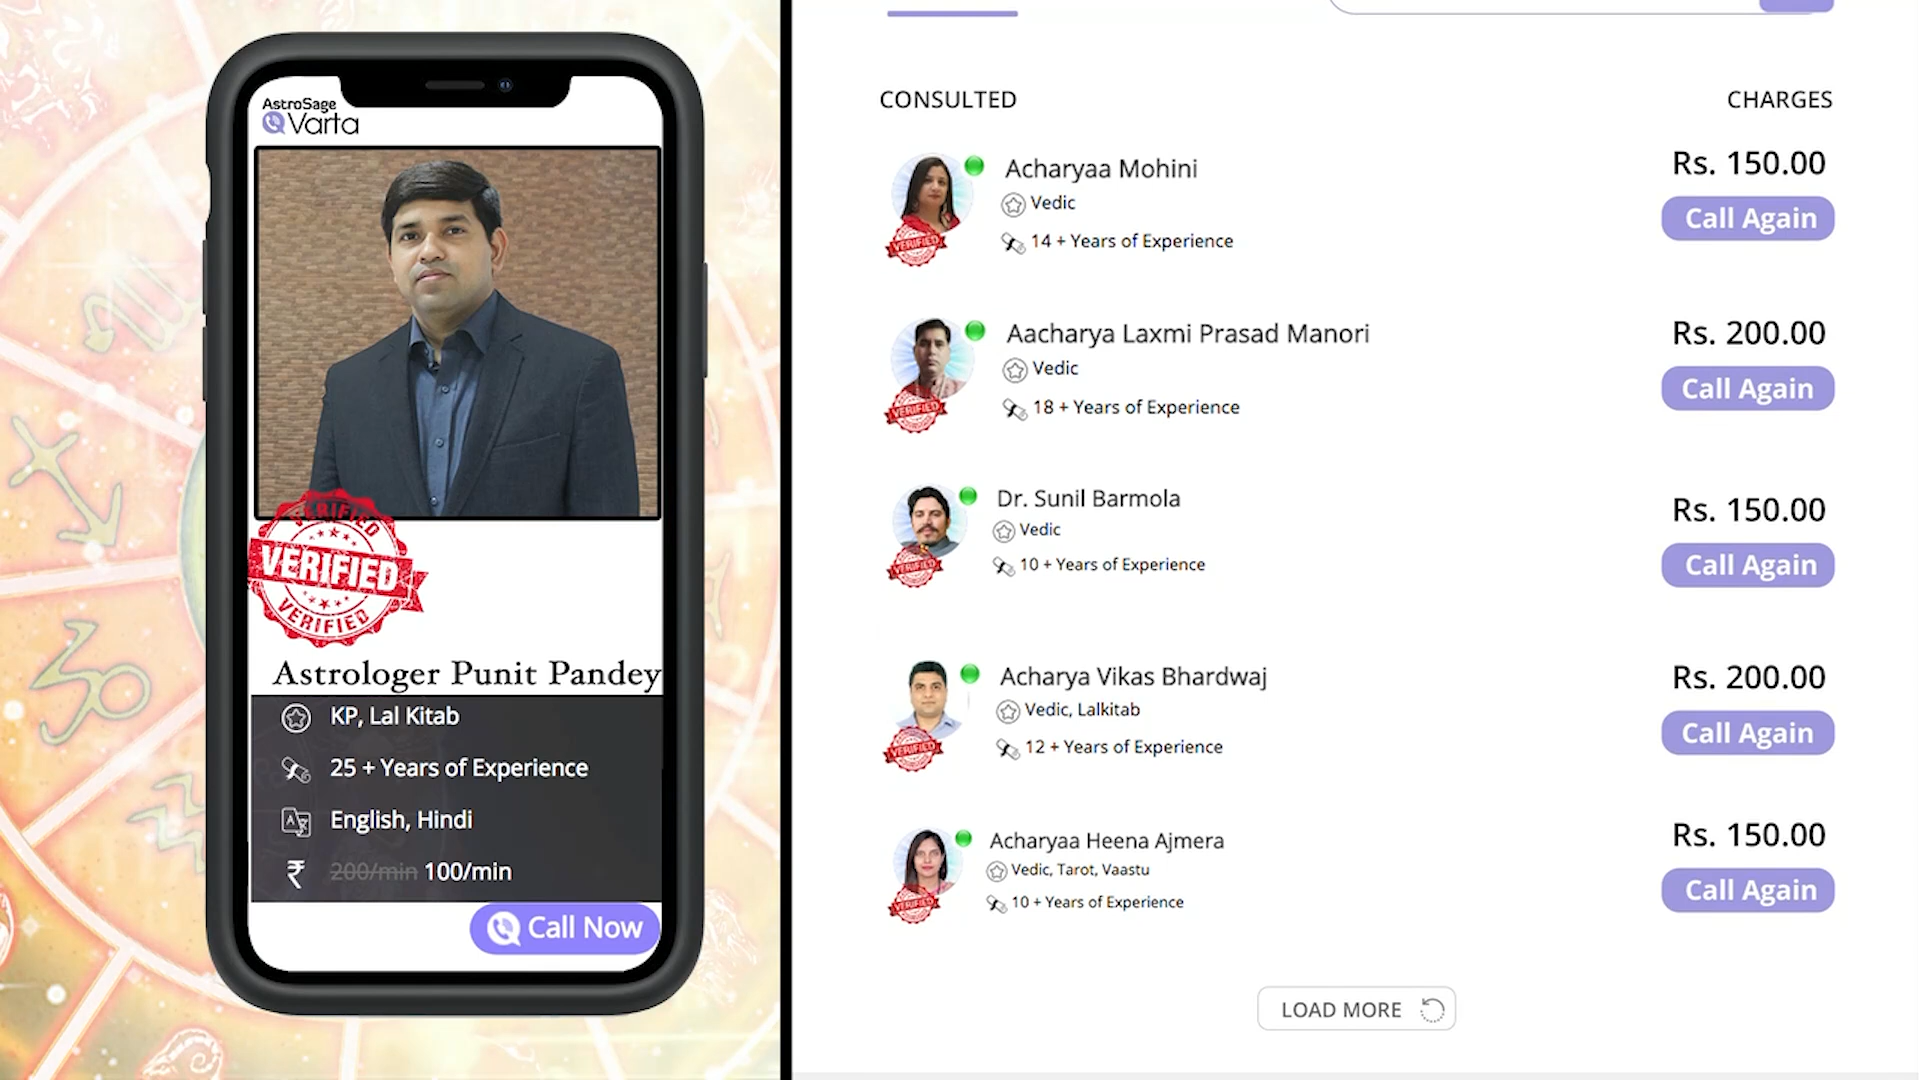 AstroSage
Varta
VERIFIED
VERIFIED
VERIFIED
Astrologer Punit Pandey
KP, Lal Kitab
25 + Years of Experience
English, Hindi
200/min 100/min
Call Now
CONSULTED
CHARGES
Acharyaa Mohini
Rs. 150.00
Vedic
Call Again
14 + Years of Experience
VERIFIED
Aacharya Laxmi Prasad Manori
Rs. 200.00
Vedic
Call Again
18 + Years of Experience
VERIFIED
Dr. Sunil Barmola
Rs. 150.00
Vedic
Call Again
10 + Years of Experience
VERIFIED
Acharya Vikas Bhardwaj
Rs. 200.00
Vedic, Lalkitab
Call Again
12 + Years of Experience
VERIFIED
Acharyaa Heena Ajmera
Rs. 150.00
Vedic, Tarot, Vaastu
Call Again
10 + Years of Experience
VERIFIED
LOAD MORE